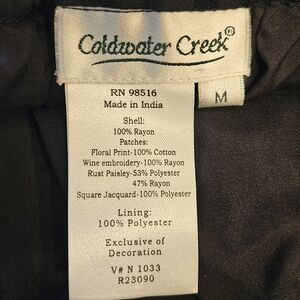 Coldwater Creek®
M
RN 98516
Made in India
Shell:
100% Rayon
Patches:
Floral Print-100% Cotton
Wine embroidery-100% Rayon
Rust Paisley-53% Polyester
47% Rayon
Square Jacquard-100% Polyester
Lining:
100% Polyester
Exclusive of
Decoration
V# N 1033
R23090